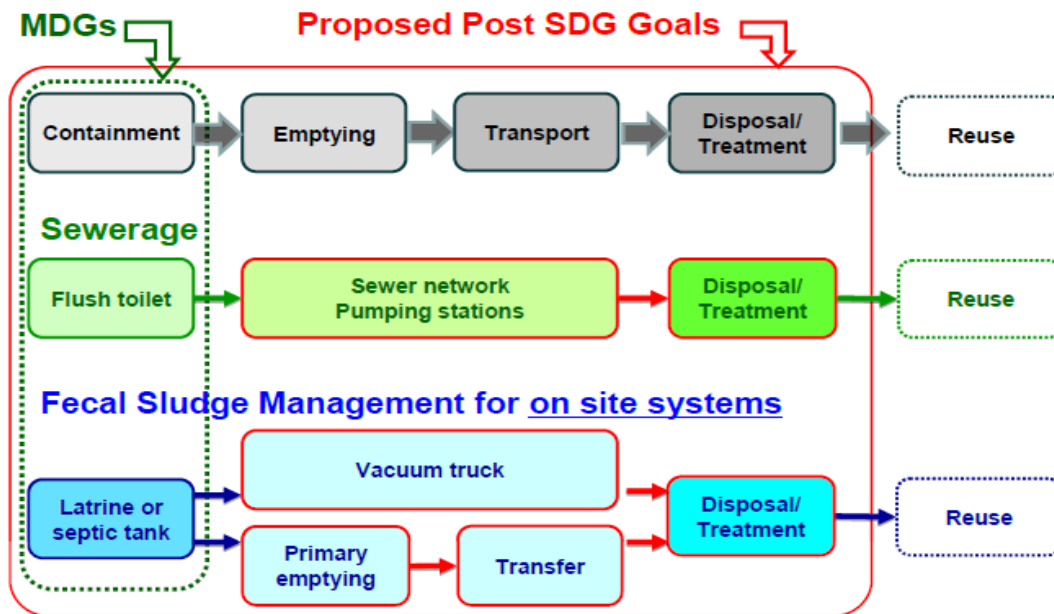 MDGs
Proposed Post SDG Goals
Containment
Emptying
Transport
Disposal/
Treatment
Reuse
Sewerage
Flush toilet
Sewer network
Pumping stations
Disposal/
Treatment
Reuse
Fecal Sludge Management for on site systems
Latrine or
septic tank
Vacuum truck
Primary
emptying
Transfer
Disposal/
Treatment
Reuse